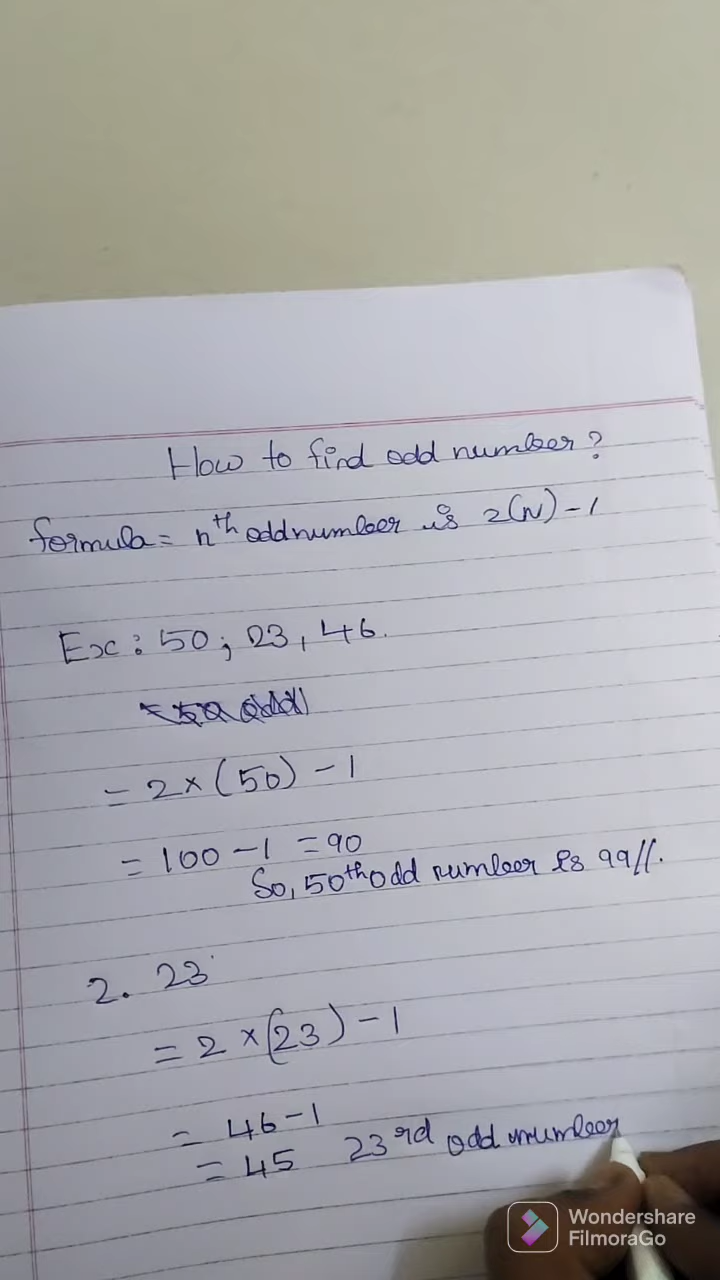 How to find odd number?
formula = nth odd number is 2(N) - 1
Ex: 50; 23, 46.
= 2 x (50) - 1
= 100 - 1 = 90
So, 50th odd number is 99//.
2. 23
= 2 x (23) - 1
= 46 - 1
= 45 23rd odd number
Wondershare
FilmoraGo